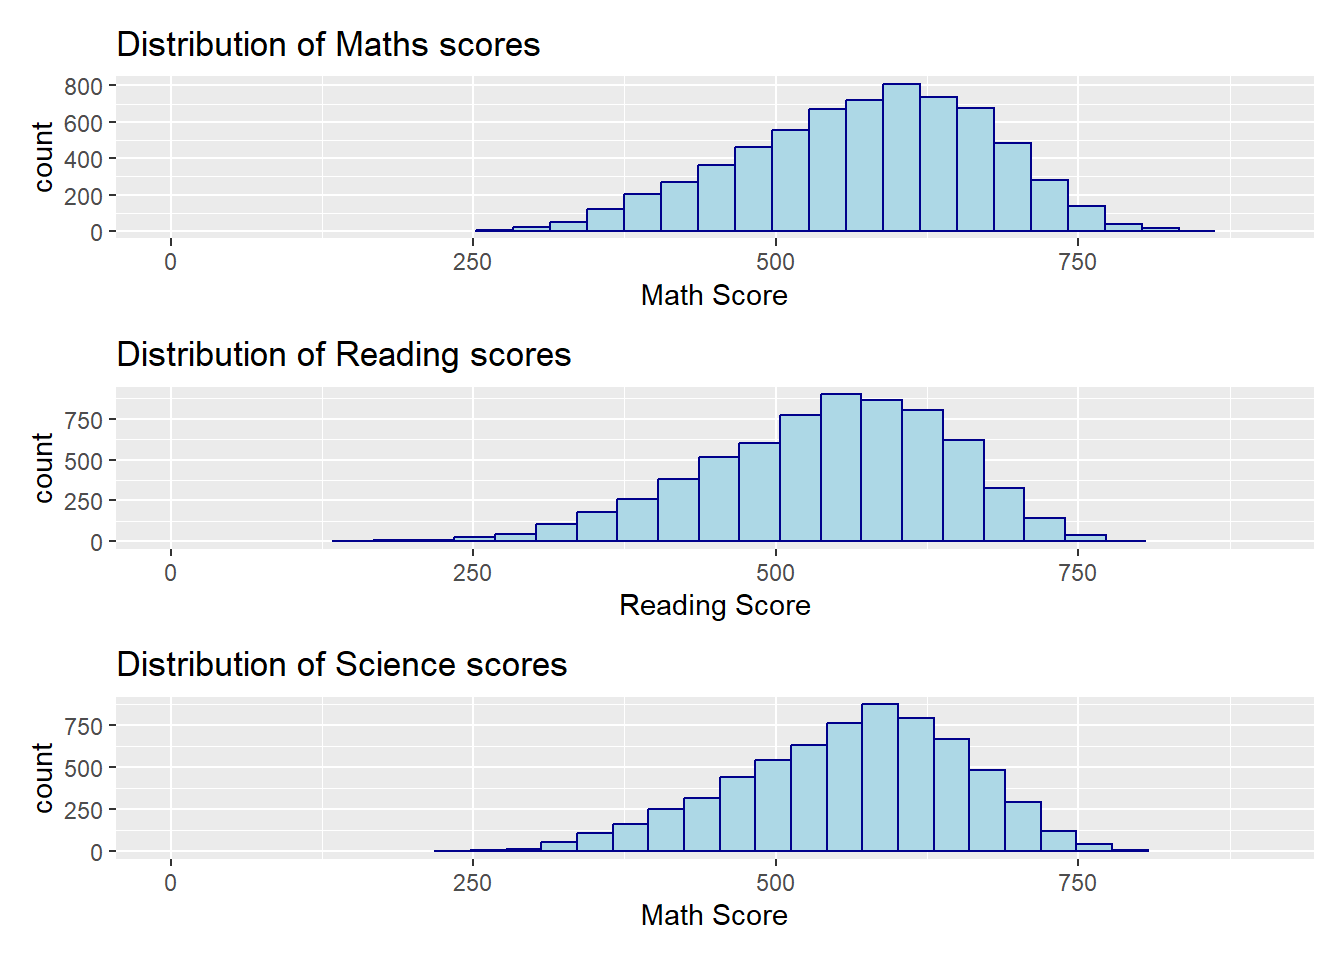 Distribution of Maths scores
800
600
400
200
0
count
0 250 500 750
Math Score
Distribution of Reading scores
750
500
250
0
count
0 250 500 750
Reading Score
Distribution of Science scores
750
500
250
0
count
0 250 500 750
Math Score